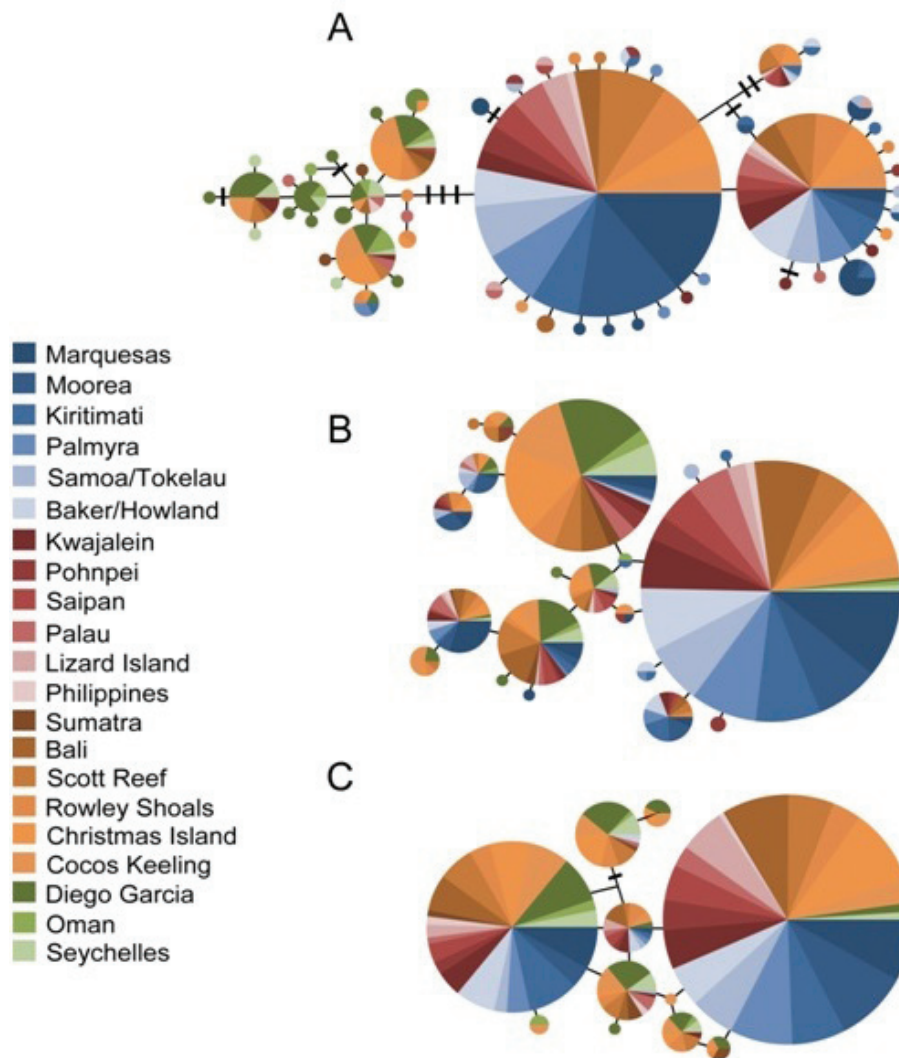 A
Marquesas
Moorea
Kiritimati
Palmyra
Samoa/Tokelau
Baker/Howland
Kwajalein
Pohnpei
Saipan
Palau
Lizard Island
Philippines
Sumatra
Bali
Scott Reef
Rowley Shoals
Christmas Island
Cocos Keeling
Diego Garcia
Oman
Seychelles
B
C